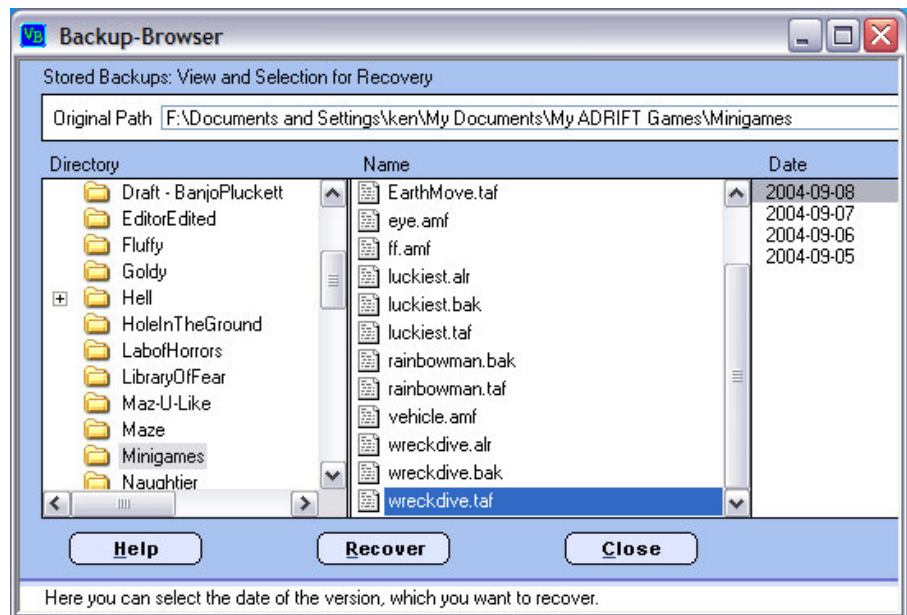 VB Backup-Browser
Stored Backups: View and Selection for Recovery
Original Path F:\Documents and Settings\ken\My Documents\My ADRIFT Games\Minigames
Directory
Draft - BanjoPluckett
EditorEdited
Fluffy
Goldy
Hell
HoleInTheGround
LabofHorrors
LibraryOfFear
Maz-U-Like
Maze
Minigames
Naughtier
Name
EarthMove.taf
eye.amf
ff.amf
luckiest.alr
luckiest.bak
luckiest.taf
rainbowman.bak
rainbowman.taf
vehicle.amf
wreckdive.alr
wreckdive.bak
wreckdive.taf
Date
2004-09-08
2004-09-07
2004-09-06
2004-09-05
Help Recover Close
Here you can select the date of the version, which you want to recover.